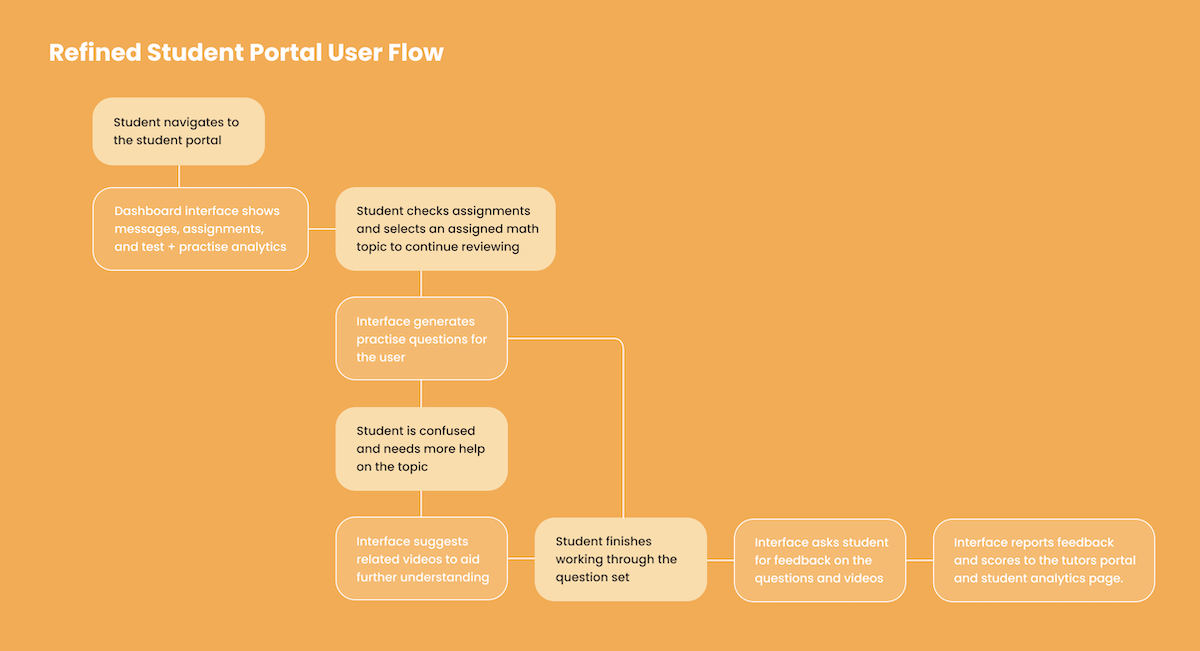 Refined Student Portal User Flow
Student navigates to
the student portal
Dashboard interface shows
messages, assignments,
and test + practise analytics
Student checks assignments
and selects an assigned math
topic to continue reviewing
Interface generates
practise questions for
the user
Student is confused
and needs more help
on the topic
Interface suggests
related videos to aid
further understanding
Student finishes
working through the
question set
Interface asks student
for feedback on the
questions and videos
Interface reports feedback
and scores to the tutors portal
and student analytics page.